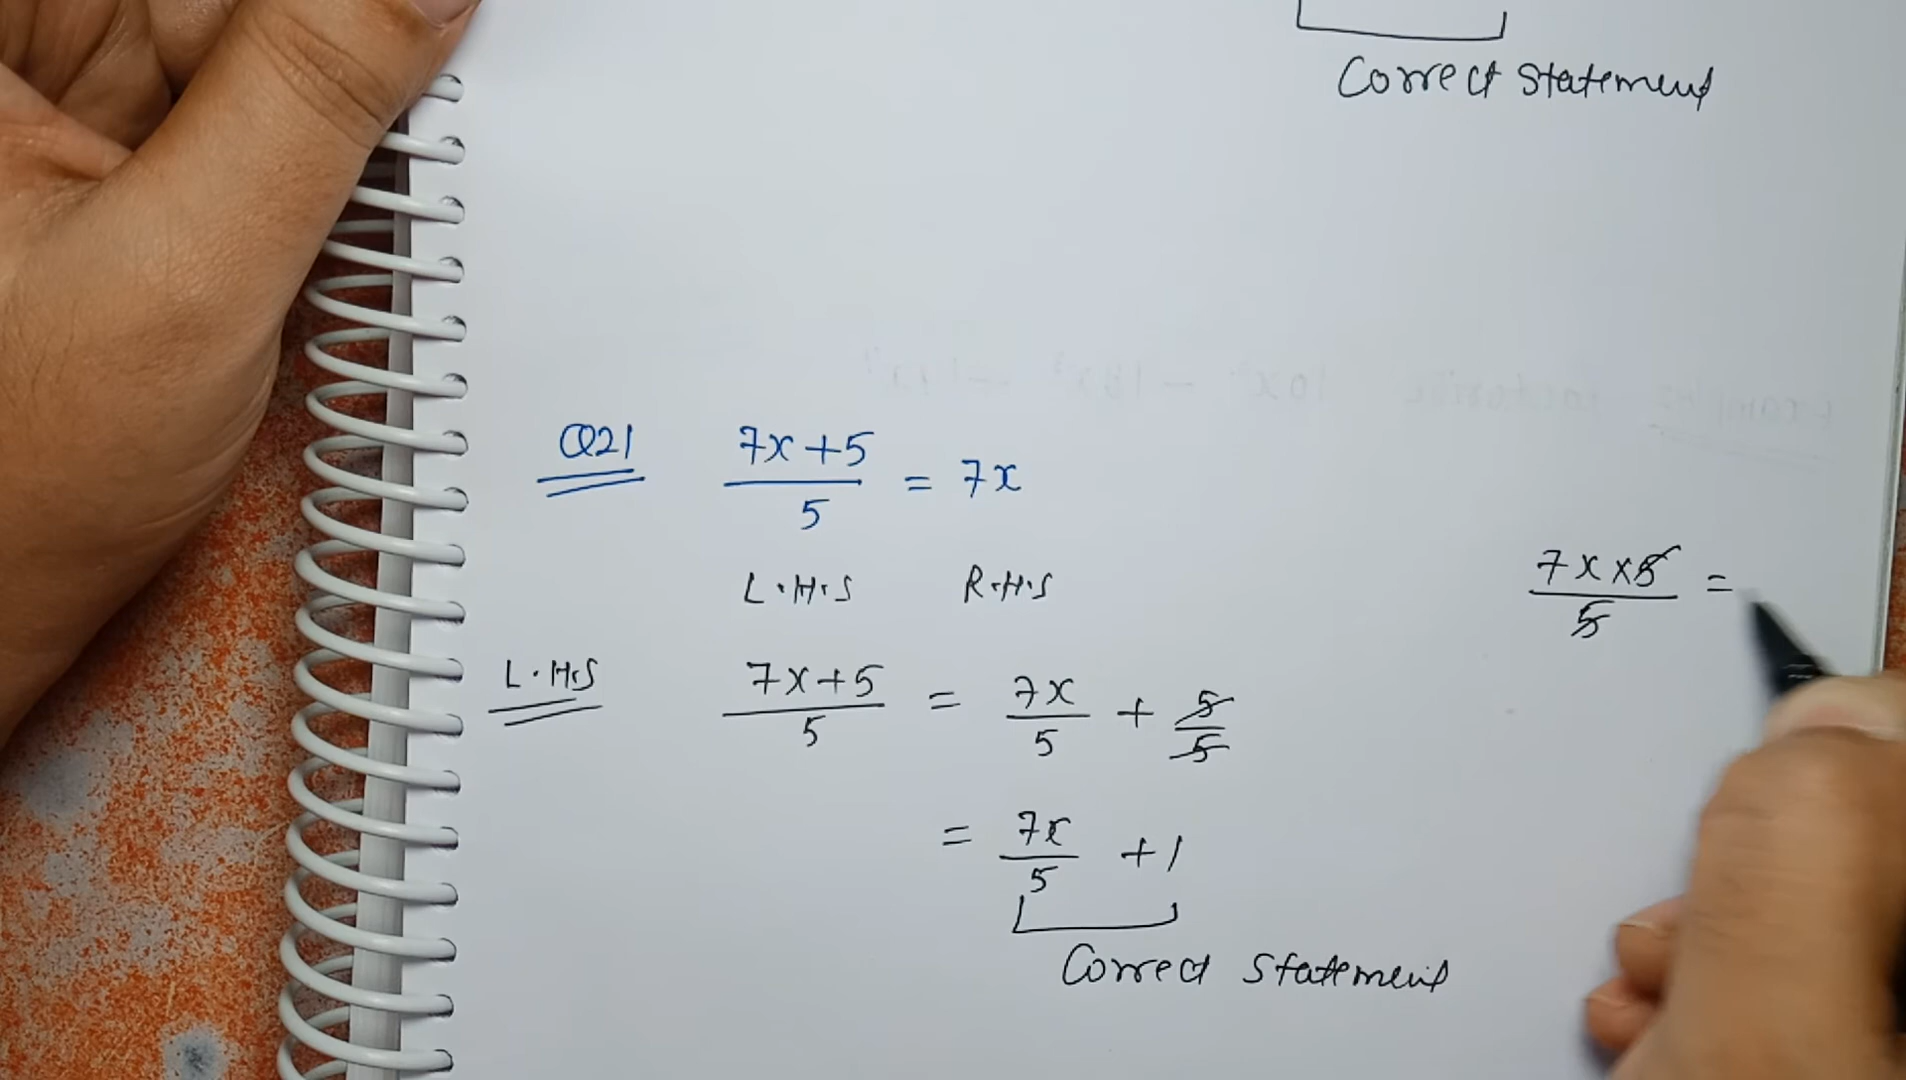 Correct Statement
Q21 7x+5/5 = 7x
L.H.S R.H.S
7x×5/5 =
L.H.S 7x+5/5 = 7x/5 + 5/5
= 7x/5 +1
Correct Statement